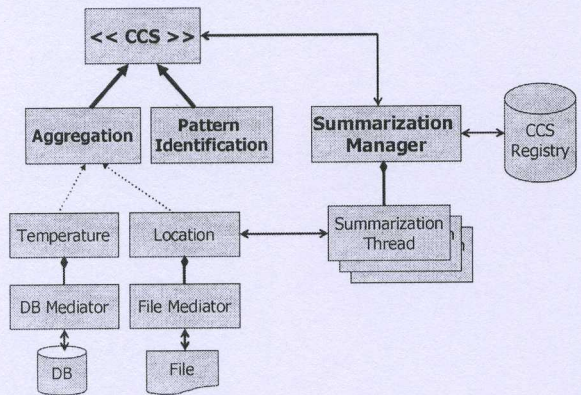 << CCS >>
Aggregation
Pattern
Identification
Summarization
Manager
CCS
Registry
Temperature
Location
Summarization
Thread
DB Mediator
File Mediator
DB
File